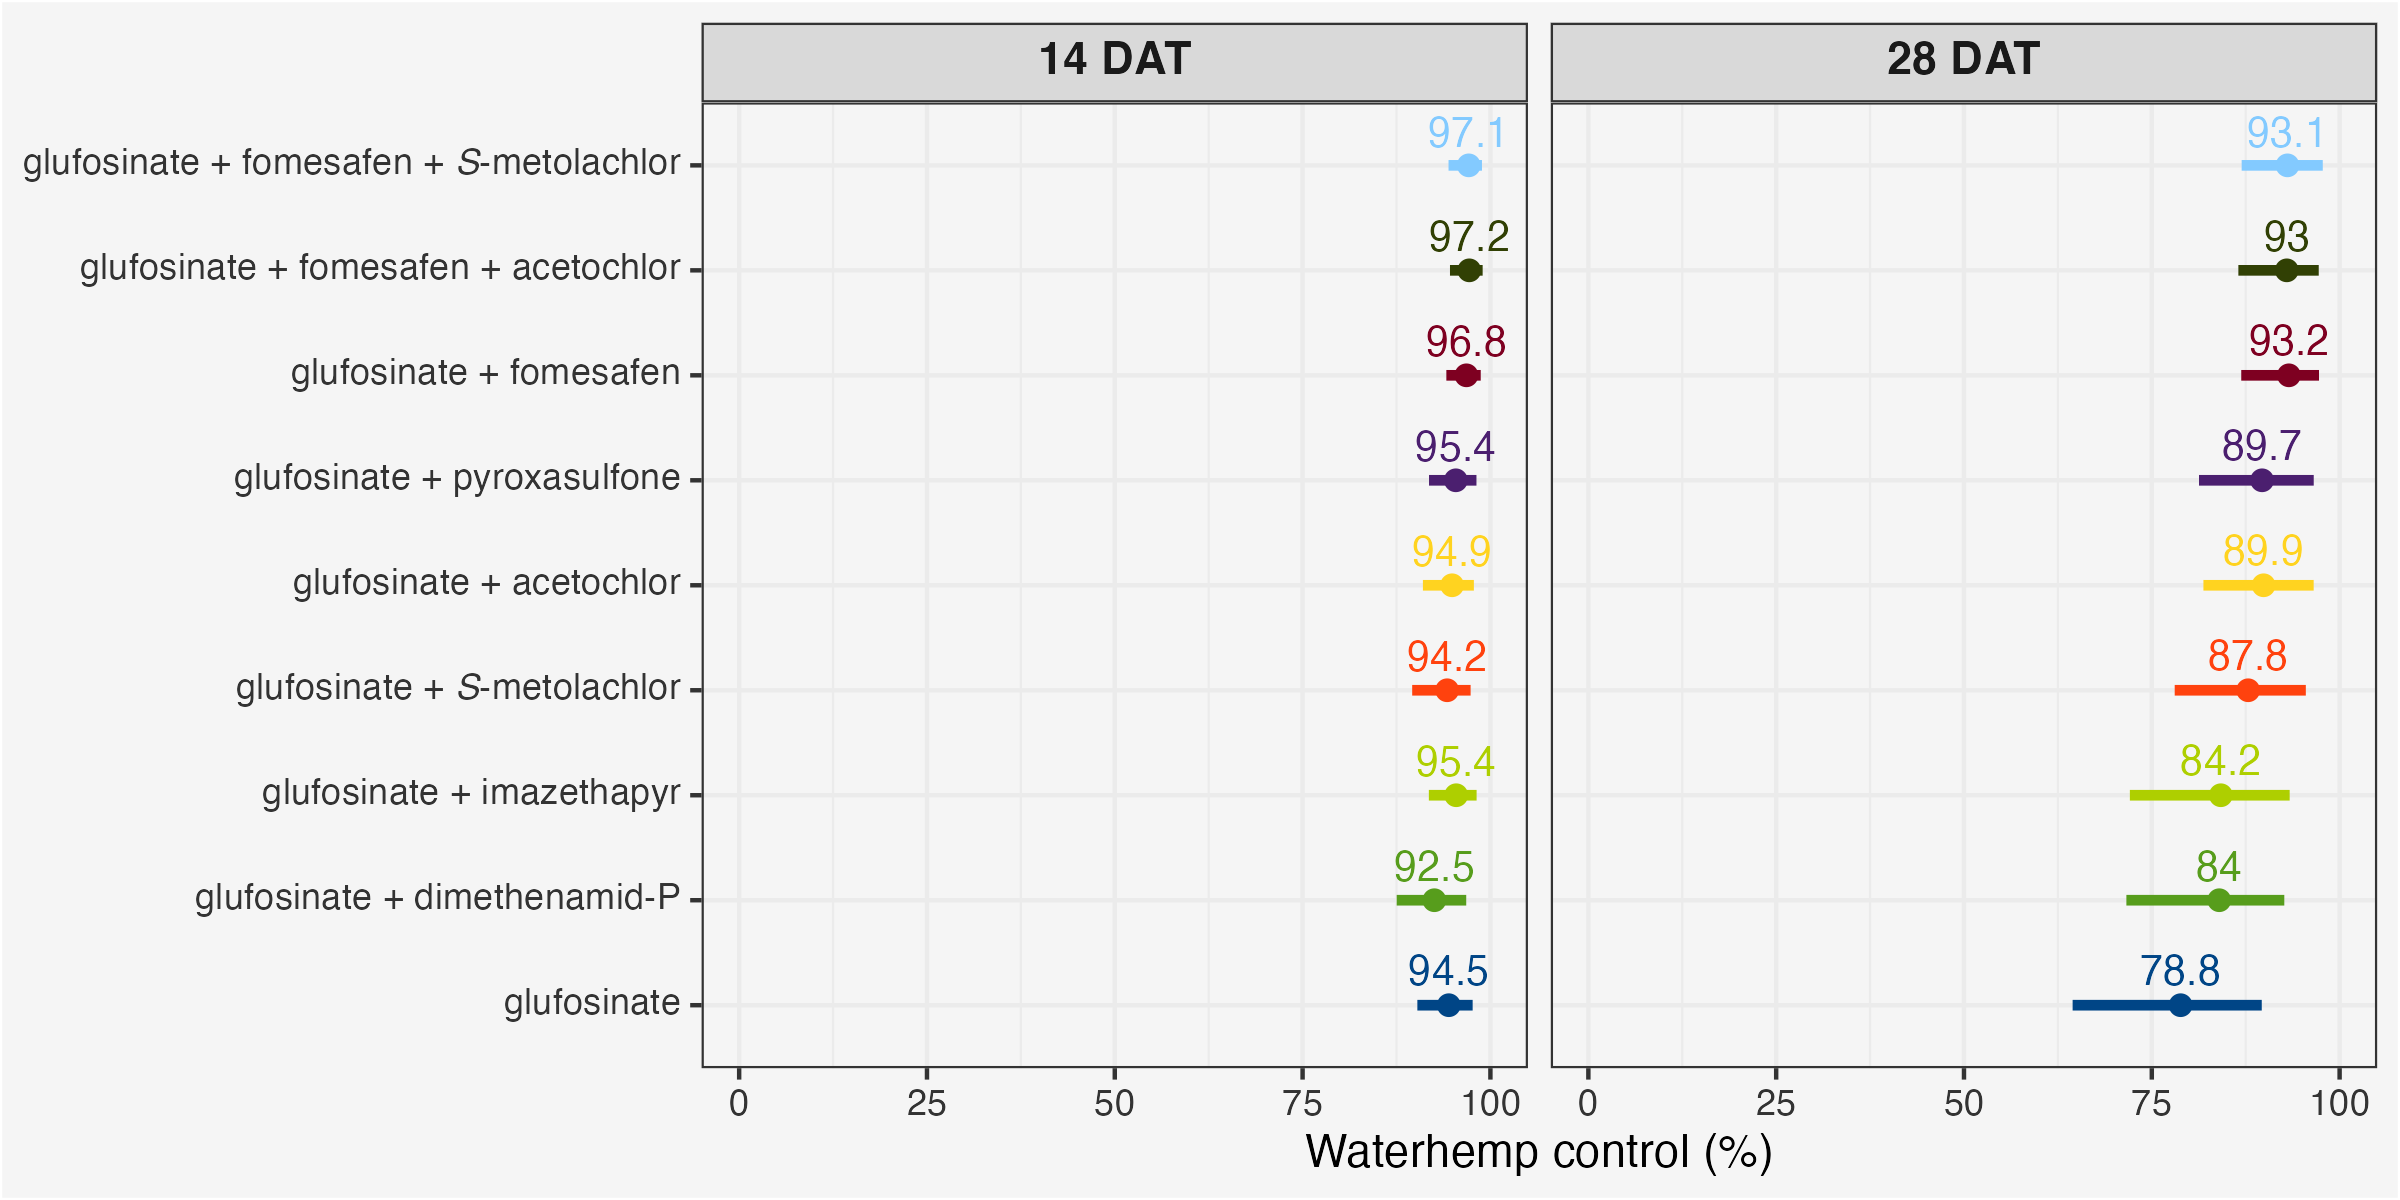 14 DAT 28 DAT
glufosinate + fomesafen + S-metolachlor 97.1 93.1
glufosinate + fomesafen + acetochlor 97.2 93
glufosinate + fomesafen 96.8 93.2
glufosinate + pyroxasulfone 95.4 89.7
glufosinate + acetochlor 94.9 89.9
glufosinate + S-metolachlor 94.2 87.8
glufosinate + imazethapyr 95.4 84.2
glufosinate + dimethenamid-P 92.5 84
glufosinate 94.5 78.8
0 25 50 75 100 0 25 50 75 100
Waterhemp control (%)